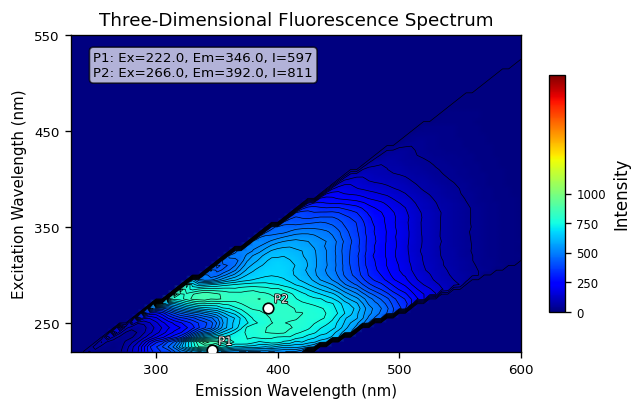 Three-Dimensional Fluorescence Spectrum
P1: Ex=222.0, Em=346.0, I=597
P2: Ex=266.0, Em=392.0, I=811
550
450
350
250
Excitation Wavelength (nm)
P2
P1
300
400
500
600
Emission Wavelength (nm)
1000
750
500
250
0
Intensity